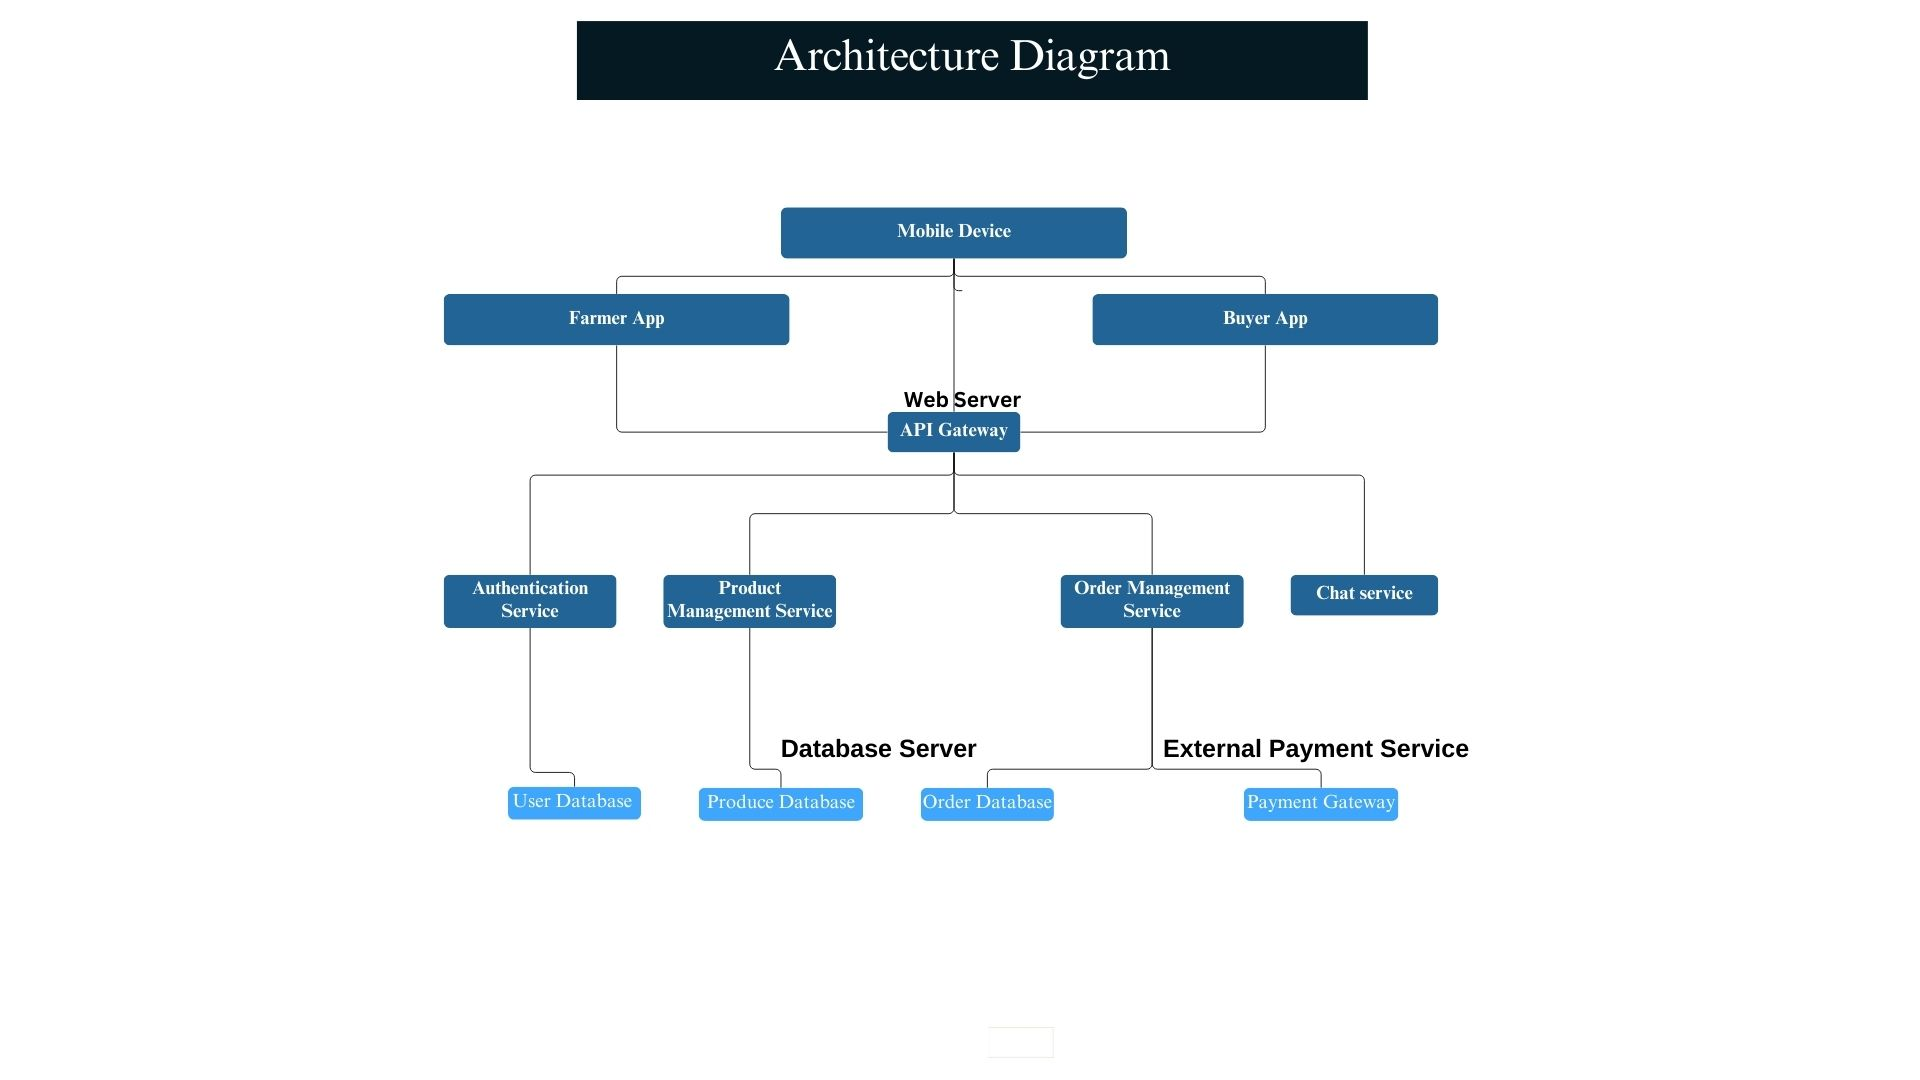 Architecture Diagram
Mobile Device
Farmer App
Buyer App
Web Server
API Gateway
Authentication
Service
Product
Management Service
Order Management
Service
Chat service
Database Server
External Payment Service
User Database
Produce Database
Order Database
Payment Gateway